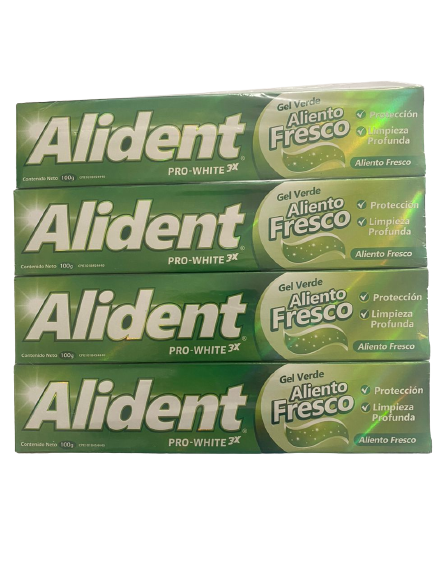 Gel Verde
Alident®
Aliento
Fresco
Protección
Limpieza
Profunda
PRO-WHITE 3X
Contenido Neto 100g
Aliento Fresco
Gel Verde
Alident®
Aliento
Fresco
Protección
Limpieza
Profunda
PRO-WHITE 3X
Contenido Neto 100g
Aliento Fresco
Gel Verde
Alident®
Aliento
Fresco
Protección
Limpieza
Profunda
PRO-WHITE 3X
Contenido Neto 100g
Aliento Fresco
Gel Verde
Alident®
Aliento
Fresco
Protección
Limpieza
Profunda
PRO-WHITE 3X
Contenido Neto 100g
Aliento Fresco